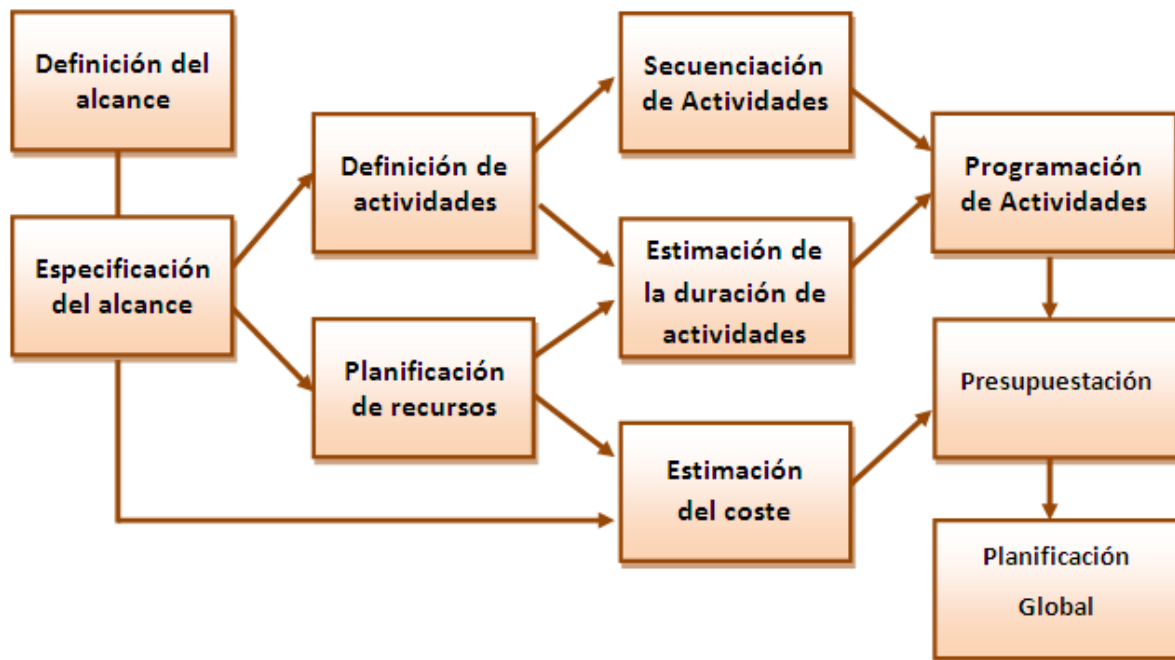 Definición del
alcance
Especificación
del alcance
Definición de
actividades
Planificación
de recursos
Secuenciación
de Actividades
Estimación de
la duración de
actividades
Estimación
del coste
Programación
de Actividades
Presupuestación
Planificación
Global